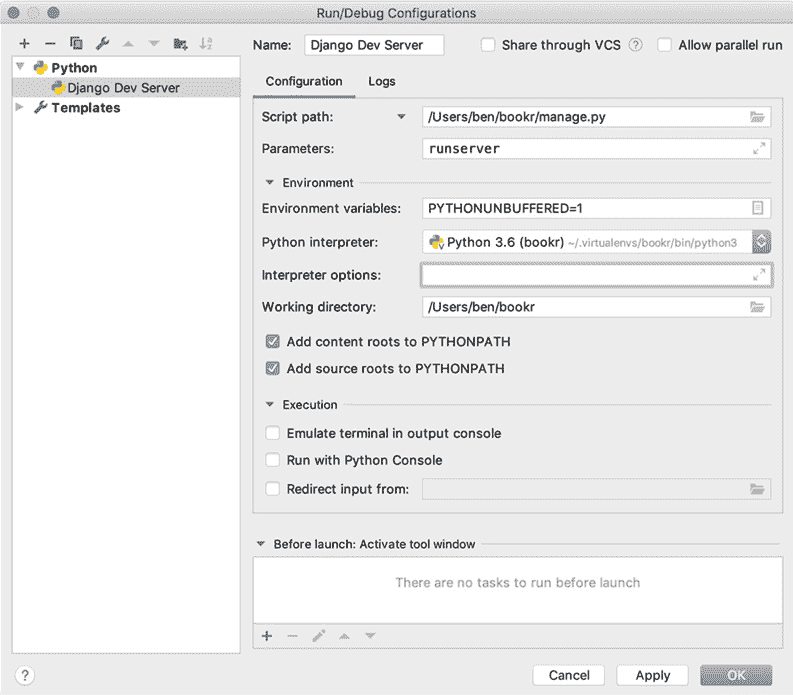 Run/Debug Configurations
Name: Django Dev Server Share through VCS ? Allow parallel run
Python
Django Dev Server
Templates
Configuration Logs
Script path: /Users/ben/bookr/manage.py
Parameters: runserver
Environment
Environment variables: PYTHONUNBUFFERED=1
Python interpreter: Python 3.6 (bookr) ~/.virtualenvs/bookr/bin/python3
Interpreter options:
Working directory: /Users/ben/bookr
Add content roots to PYTHONPATH
Add source roots to PYTHONPATH
Execution
Emulate terminal in output console
Run with Python Console
Redirect input from:
Before launch: Activate tool window
There are no tasks to run before launch
? Cancel Apply OK